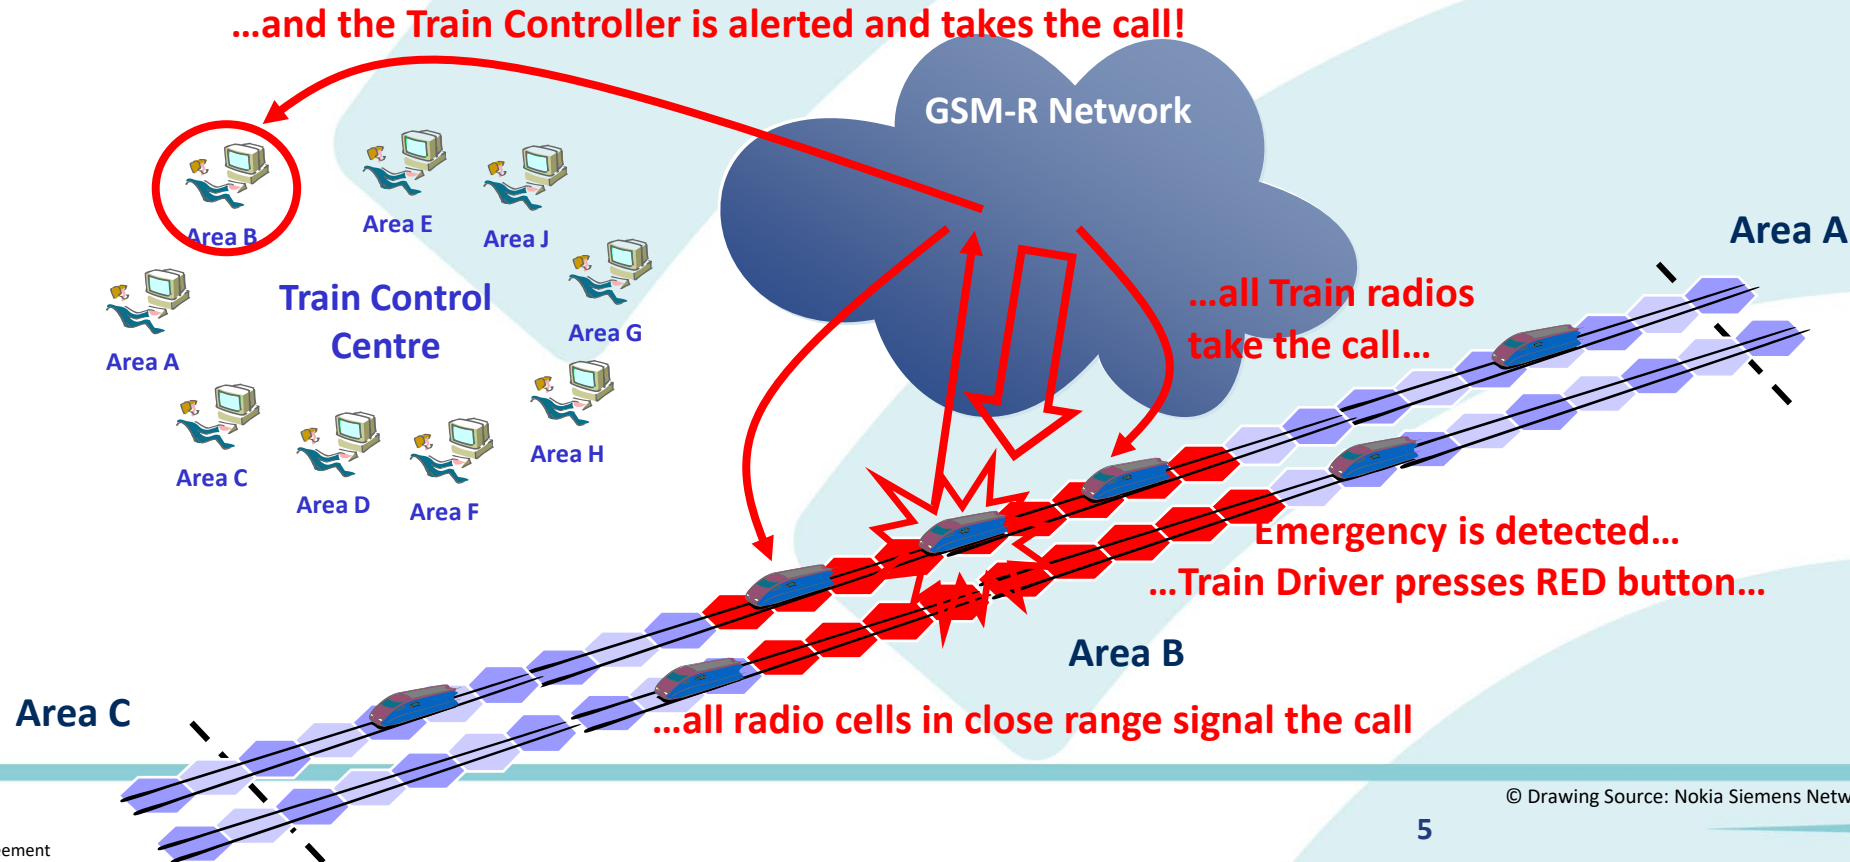 …and the Train Controller is alerted and takes the call!
GSM-R Network
Area B
Area E
Area J
Area A
Train Control
Centre
Area G
Area A
…all Train radios
take the call…
Area H
Area C
Area D
Area F
Emergency is detected…
…Train Driver presses RED button…
Area B
Area C
…all radio cells in close range signal the call
© Drawing Source: Nokia Siemens Netw
5
eement